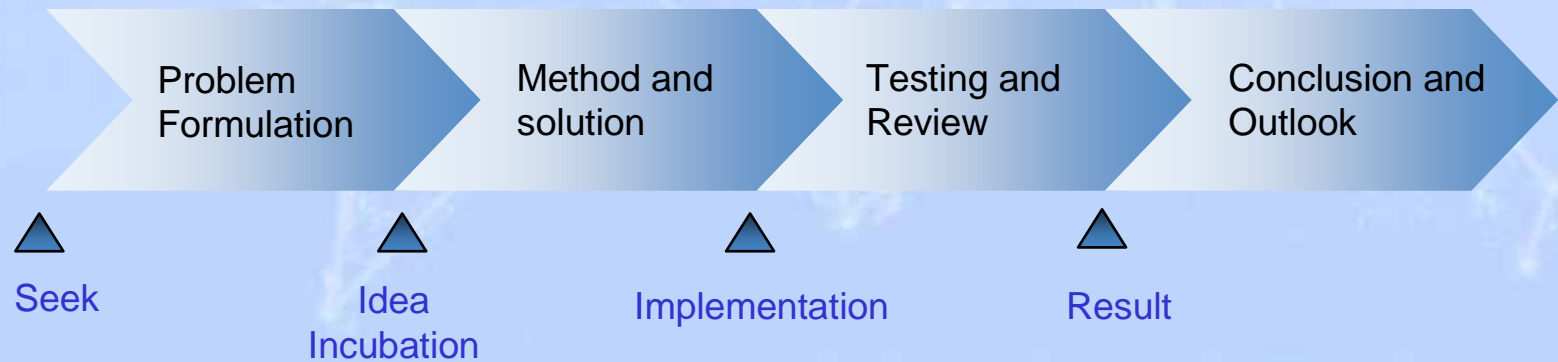 Problem
Formulation
Method and
solution
Testing and
Review
Conclusion and
Outlook
Seek
Idea
Incubation
Implementation
Result